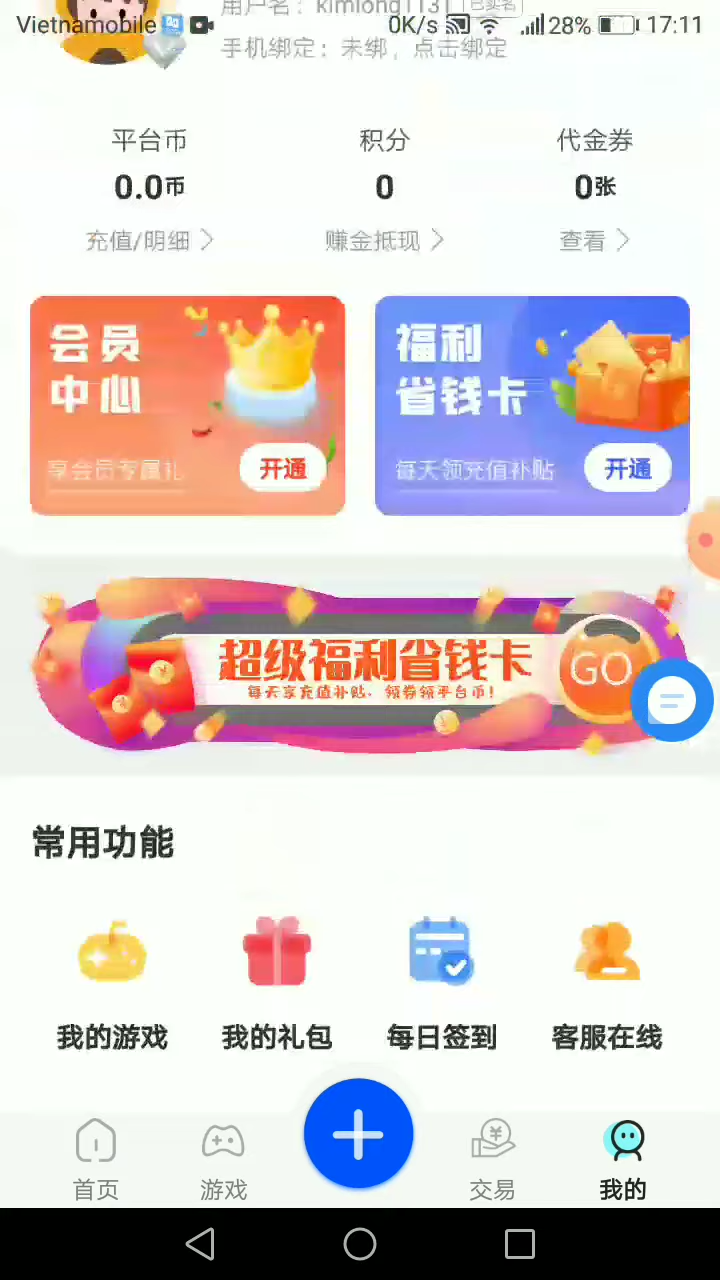 Vietnamobile 0K/s 28% 17:11
用户名：kimlong1131 已实名
手机绑定：未绑，点击绑定
平台币 积分 代金券
0.0币 0 0张
充值/明细 赚金抵现 查看
会员 福利
中心 省钱卡
享会员专属礼 开通 每天领充值补贴 开通
超级福利省钱卡 GO
每天享充值补贴，领券领平台币！
常用功能
我的游戏 我的礼包 每日签到 客服在线
首页 游戏 交易 我的